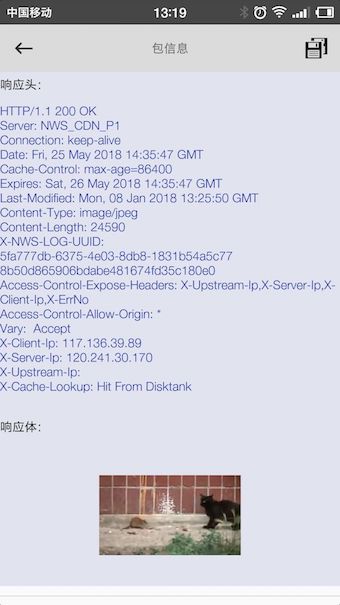 中国移动
13:19
包信息
响应头：
HTTP/1.1 200 OK
Server: NWS_CDN_P1
Connection: keep-alive
Date: Fri, 25 May 2018 14:35:47 GMT
Cache-Control: max-age=86400
Expires: Sat, 26 May 2018 14:35:47 GMT
Last-Modified: Mon, 08 Jan 2018 13:25:50 GMT
Content-Type: image/jpeg
Content-Length: 24590
X-NWS-LOG-UUID:
5fa777db-6375-4e03-8db8-1831b54a5c77
8b50d865906bdabe481674fd35c180e0
Access-Control-Expose-Headers: X-Upstream-Ip,X-Server-Ip,X-
Client-Ip,X-ErrNo
Access-Control-Allow-Origin: *
Vary:  Accept
X-Client-Ip: 117.136.39.89
X-Server-Ip: 120.241.30.170
X-Upstream-Ip:
X-Cache-Lookup: Hit From Disktank
响应体：